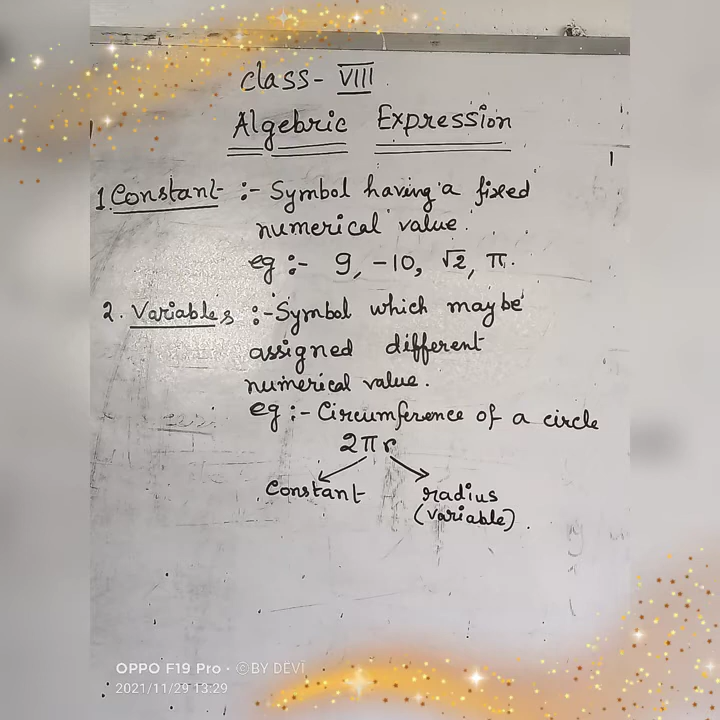 Class- VIII
Algebric Expression
1. Constant :- Symbol having a fixed
numerical value.
eg :- 9, -10, √2, π.
2. Variables :- Symbol which maybe
assigned different
numerical value.
eg :- Circumference of a circle
2πr
Constant radius
(variable).
OPPO F19 Pro · ©BY DEVI
2021/11/29 13:29